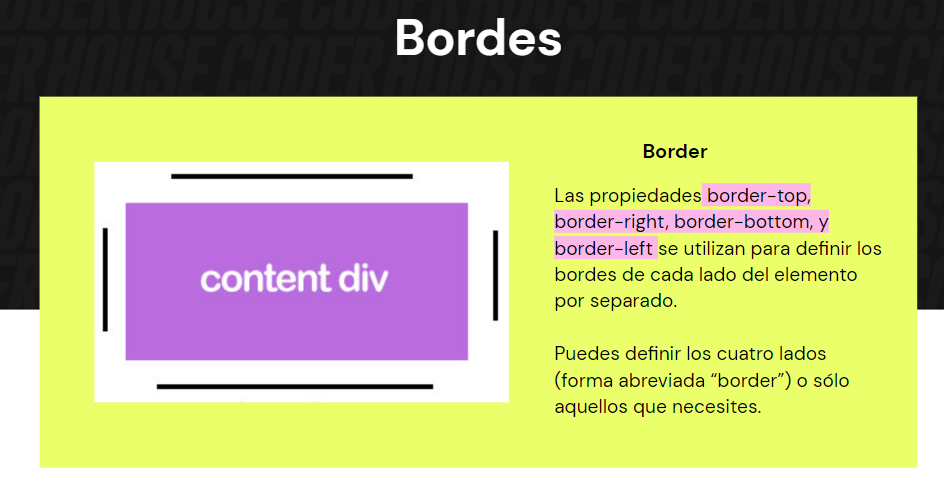 Bordes
content div
Border
Las propiedades border-top,
border-right, border-bottom, y
border-left se utilizan para definir los
bordes de cada lado del elemento
por separado.
Puedes definir los cuatro lados
(forma abreviada “border”) o sólo
aquellos que necesites.